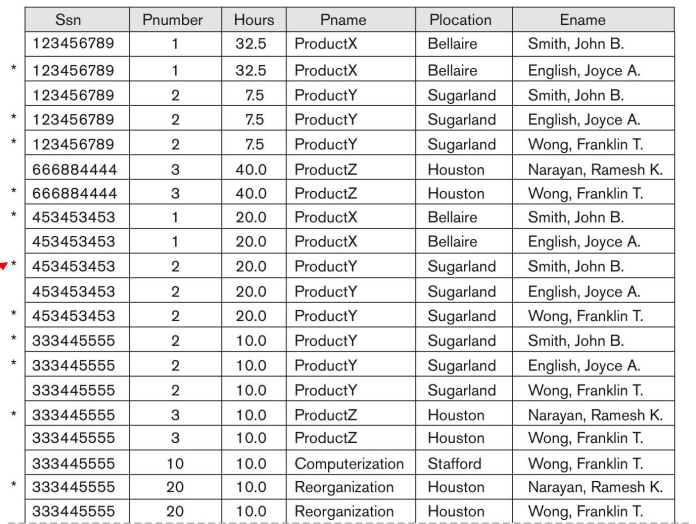 Ssn Pnumber Hours Pname Plocation Ename
123456789 1 32.5 ProductX Bellaire Smith, John B.
* 123456789 1 32.5 ProductX Bellaire English, Joyce A.
123456789 2 7.5 ProductY Sugarland Smith, John B.
* 123456789 2 7.5 ProductY Sugarland English, Joyce A.
* 123456789 2 7.5 ProductY Sugarland Wong, Franklin T.
666884444 3 40.0 ProductZ Houston Narayan, Ramesh K.
* 666884444 3 40.0 ProductZ Houston Wong, Franklin T.
* 453453453 1 20.0 ProductX Bellaire Smith, John B.
453453453 1 20.0 ProductX Bellaire English, Joyce A.
* 453453453 2 20.0 ProductY Sugarland Smith, John B.
453453453 2 20.0 ProductY Sugarland English, Joyce A.
* 453453453 2 20.0 ProductY Sugarland Wong, Franklin T.
* 333445555 2 10.0 ProductY Sugarland Smith, John B.
* 333445555 2 10.0 ProductY Sugarland English, Joyce A.
333445555 2 10.0 ProductY Sugarland Wong, Franklin T.
* 333445555 3 10.0 ProductZ Houston Narayan, Ramesh K.
333445555 3 10.0 ProductZ Houston Wong, Franklin T.
333445555 10 10.0 Computerization Stafford Wong, Franklin T.
* 333445555 20 10.0 Reorganization Houston Narayan, Ramesh K.
333445555 20 10.0 Reorganization Houston Wong, Franklin T.